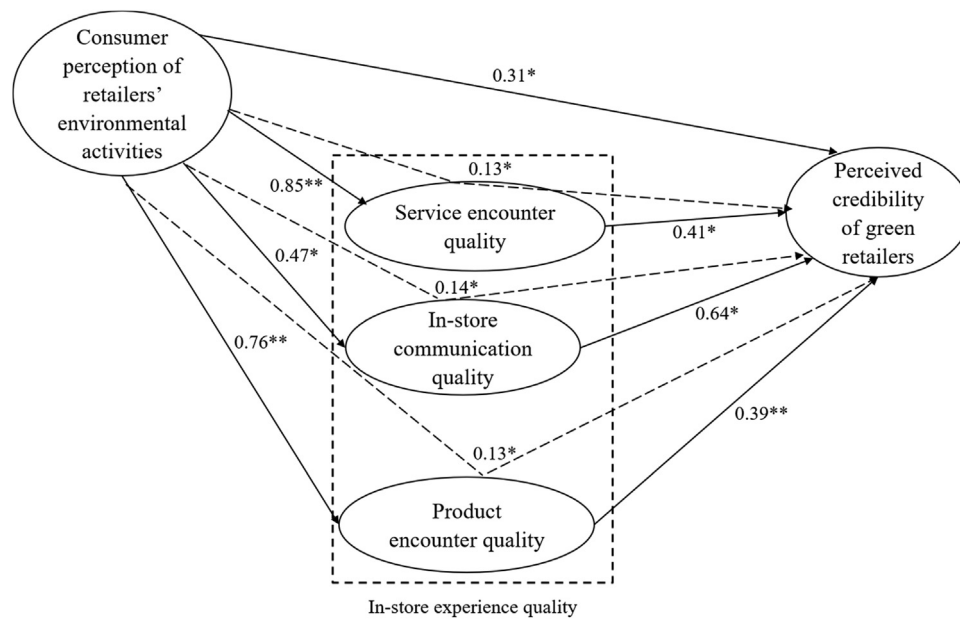 Consumer
perception of
retailers’
environmental
activities
0.31*
Perceived
credibility
of green
retailers
0.13*
0.85**
Service encounter
quality
0.41*
0.47*
0.14*
In-store
communication
quality
0.64*
0.76**
0.39**
0.13*
Product
encounter quality
In-store experience quality